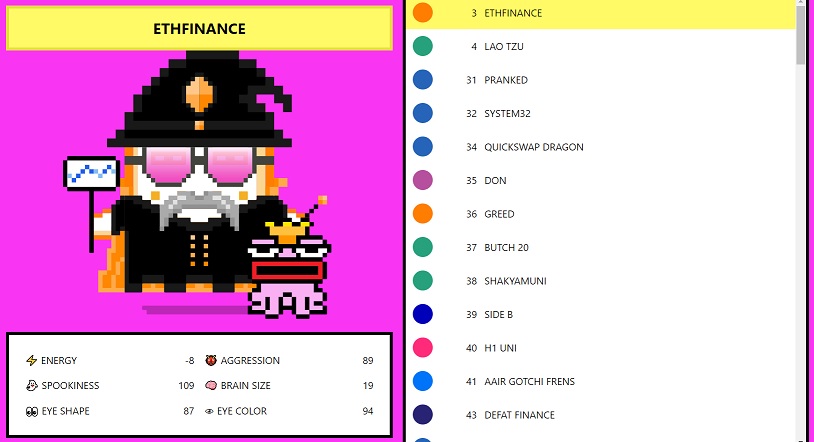 ETHFINANCE
ENERGY -8 AGGRESSION 89
SPOOKINESS 109 BRAIN SIZE 19
EYE SHAPE 87 EYE COLOR 94
3 ETHFINANCE
4 LAO TZU
31 PRANKED
32 SYSTEM32
34 QUICKSWAP DRAGON
35 DON
36 GREED
37 BUTCH 20
38 SHAKYAMUNI
39 SIDE B
40 H1 UNI
41 AAIR GOTCHI FRENS
43 DEFAT FINANCE